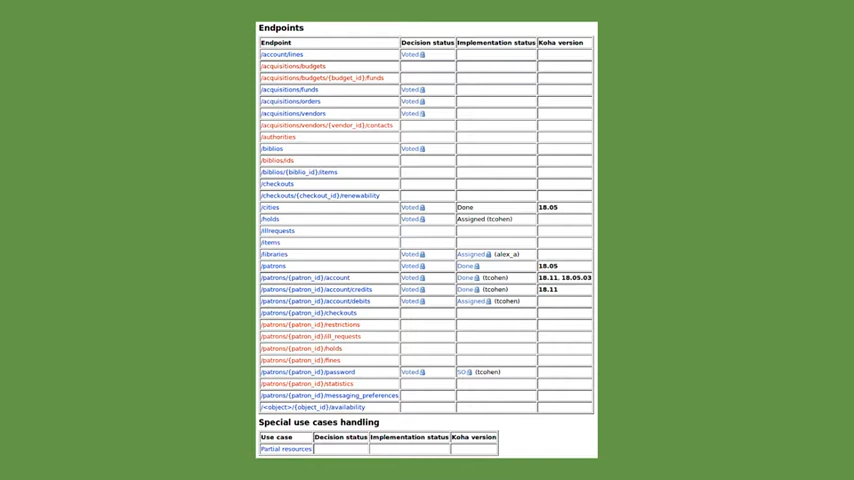 Endpoints
Endpoint Decision status Implementation status Koha version
/account/lines Voted
/acquisitions/budgets
/acquisitions/budgets/{budget_id}/funds
/acquisitions/funds Voted
/acquisitions/orders Voted
/acquisitions/vendors Voted
/acquisitions/vendors/{vendor_id}/contacts
/authorities
/biblios Voted
/biblios/ids
/biblios/{biblio_id}/items
/checkouts
/checkouts/{checkout_id}/renewability
/cities Voted Done 18.05
/holds Voted Assigned (tcohen)
/illrequests
/items
/libraries Voted Assigned (alex_a)
/patrons Voted Done 18.05
/patrons/{patron_id}/account Voted Done (tcohen) 18.11, 18.05.03
/patrons/{patron_id}/account/credits Voted Done (tcohen) 18.11
/patrons/{patron_id}/account/debits Voted Assigned (tcohen)
/patrons/{patron_id}/checkouts
/patrons/{patron_id}/restrictions
/patrons/{patron_id}/ill_requests
/patrons/{patron_id}/holds
/patrons/{patron_id}/fines
/patrons/{patron_id}/password Voted SO (tcohen)
/patrons/{patron_id}/statistics
/patrons/{patron_id}/messaging_preferences
/<object>/{object_id}/availability
Special use cases handling
Use case Decision status Implementation status Koha version
Partial resources